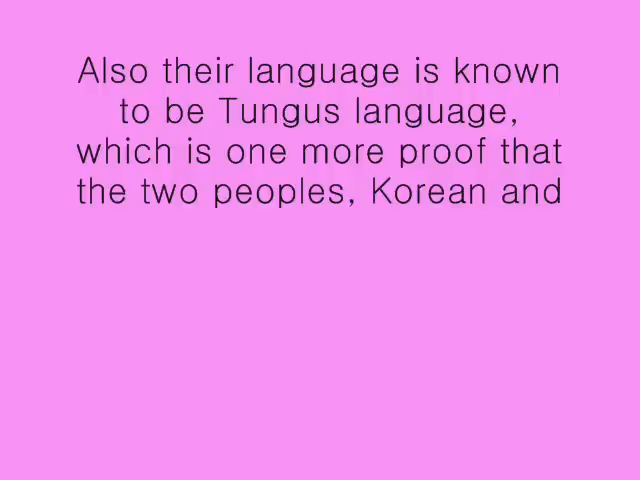 Also their language is known
to be Tungus language,
which is one more proof that
the two peoples, Korean and